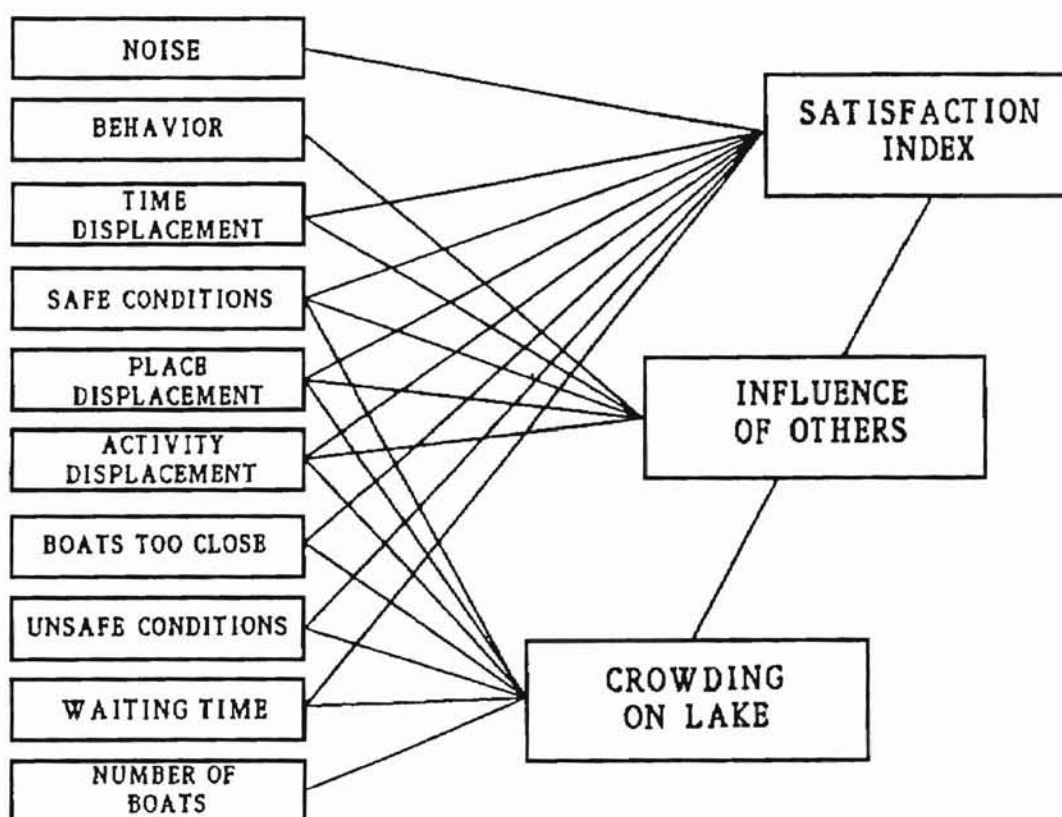 NOISE
BEHAVIOR
TIME
DISPLACEMENT
SAFE CONDITIONS
PLACE
DISPLACEMENT
ACTIVITY
DISPLACEMENT
BOATS TOO CLOSE
UNSAFE CONDITIONS
WAITING TIME
NUMBER OF
BOATS
SATISFACTION
INDEX
INFLUENCE
OF OTHERS
CROWDING
ON LAKE